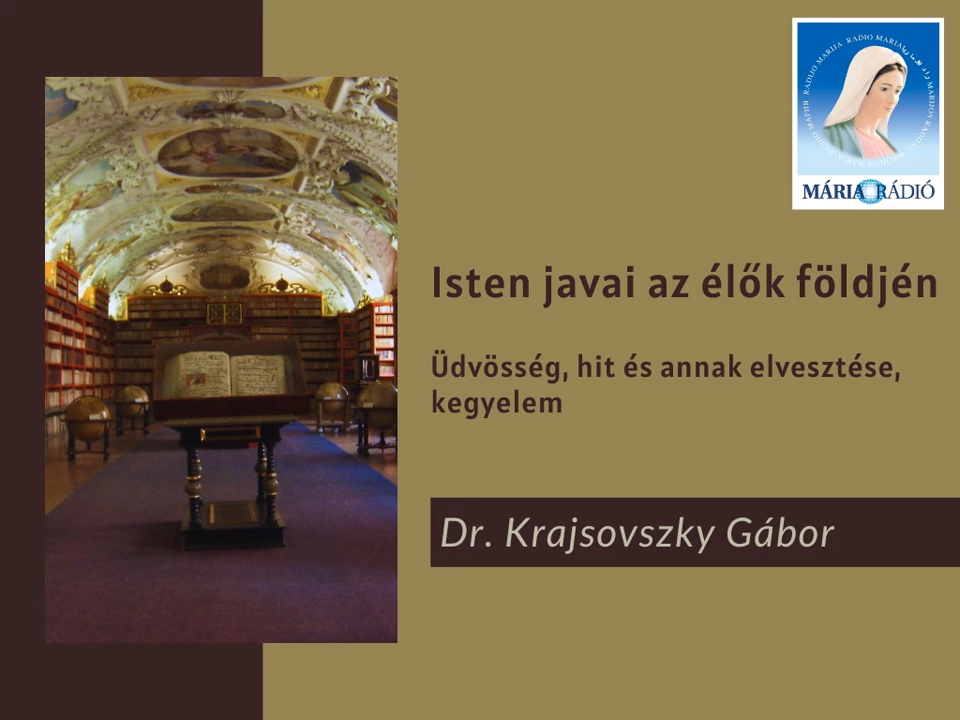 MÁRIA RÁDIÓ
Isten javai az élők földjén
Üdvösség, hit és annak elvesztése,
kegyelem
Dr. Krajsovszky Gábor